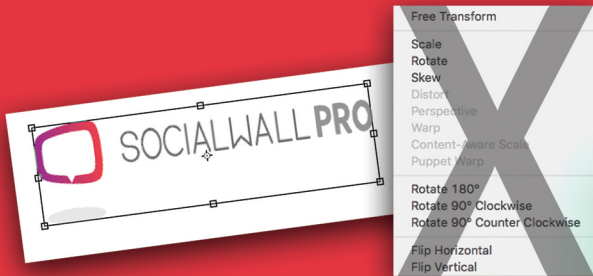 SOCIALWALL PRO
Free Transform
Scale
Rotate
Skew
Distort
Perspective
Warp
Content-Aware Scale
Puppet Warp
Rotate 180°
Rotate 90° Clockwise
Rotate 90° Counter Clockwise
Flip Horizontal
Flip Vertical